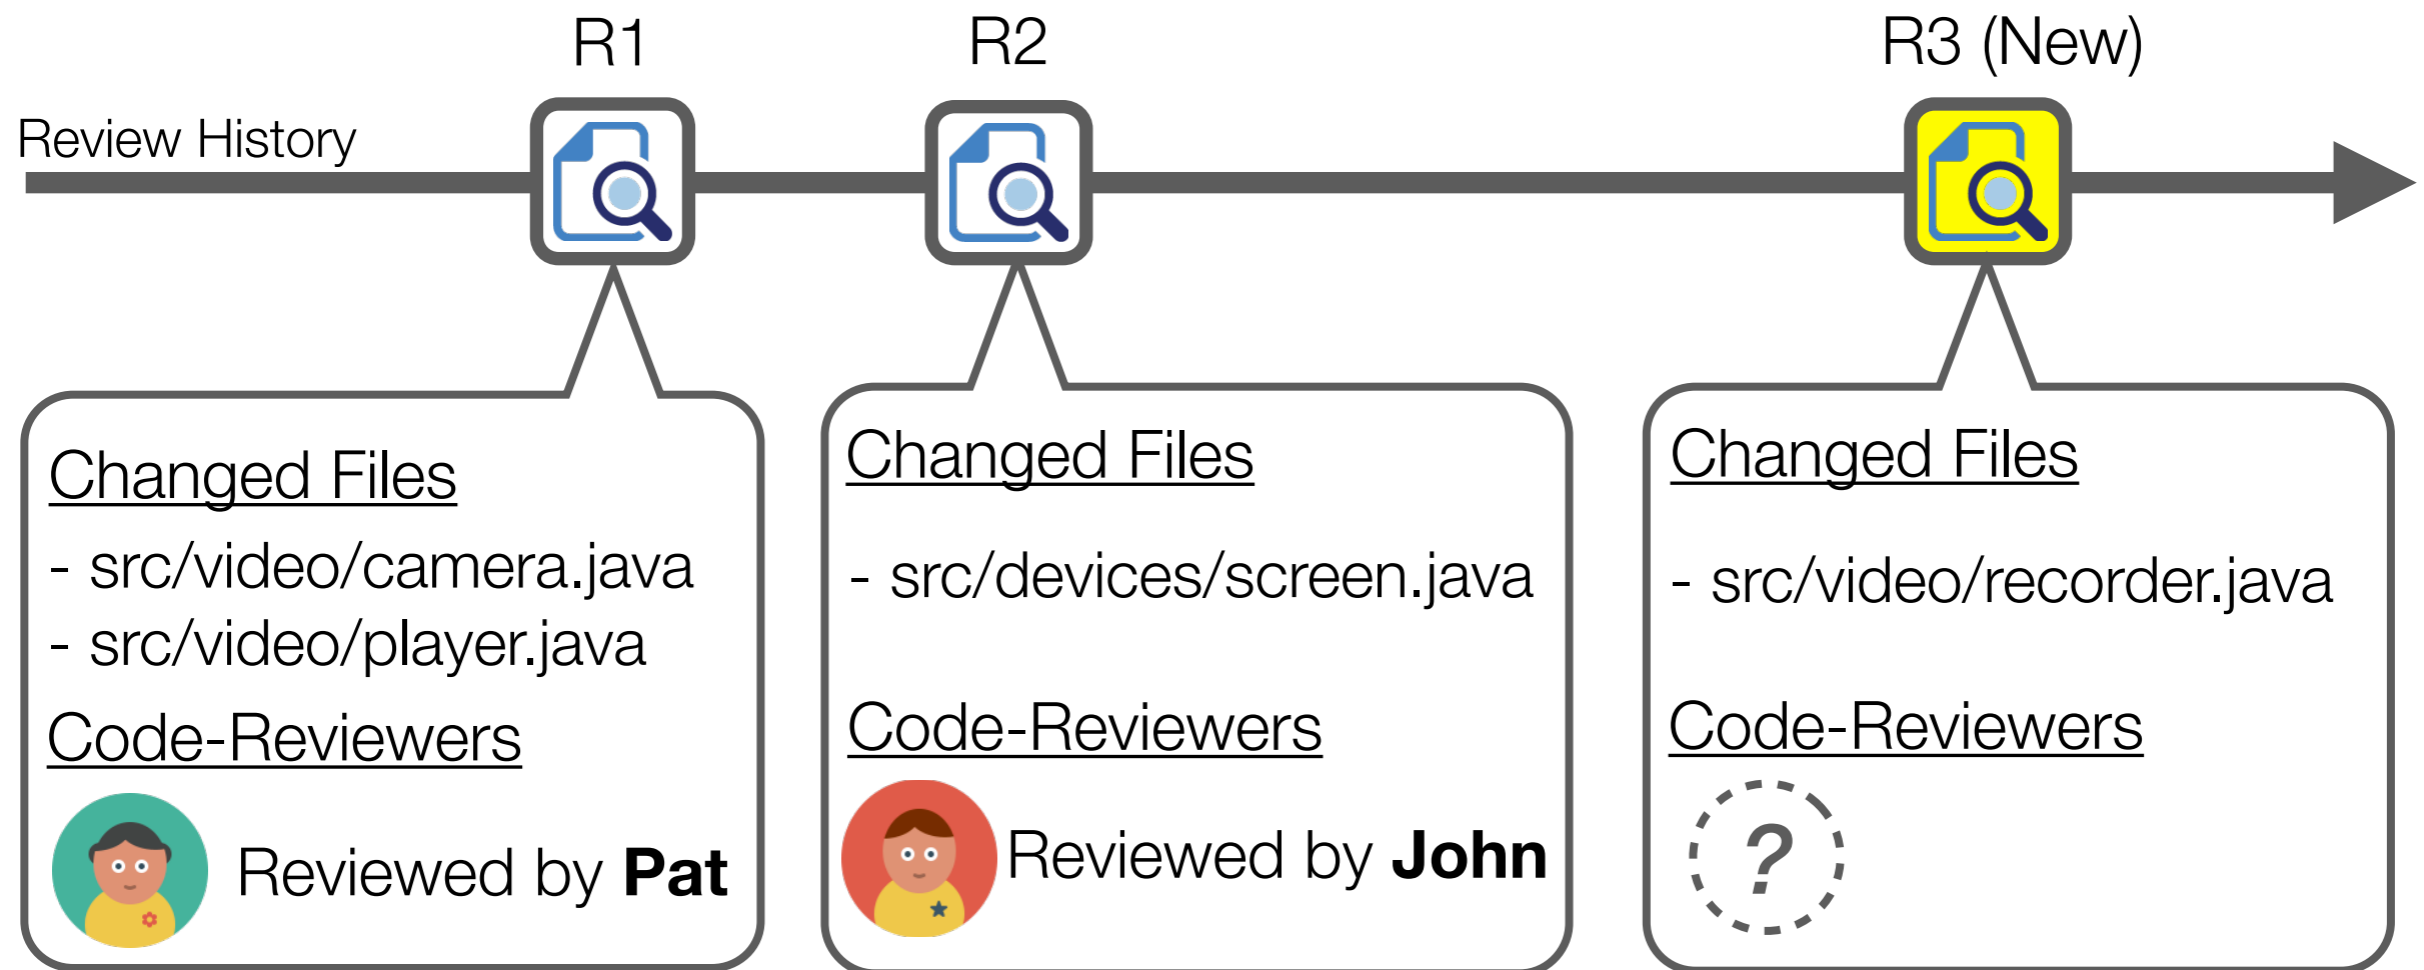 R1
R2
R3 (New)
Review History
Changed Files
- src/video/camera.java
- src/video/player.java
Code-Reviewers
Reviewed by Pat
Changed Files
- src/devices/screen.java
Code-Reviewers
Reviewed by John
Changed Files
- src/video/recorder.java
Code-Reviewers
?